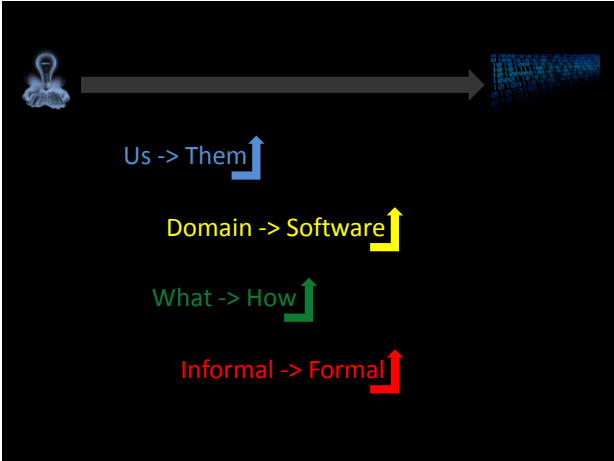 Us -> Them
Domain -> Software
What -> How
Informal -> Formal